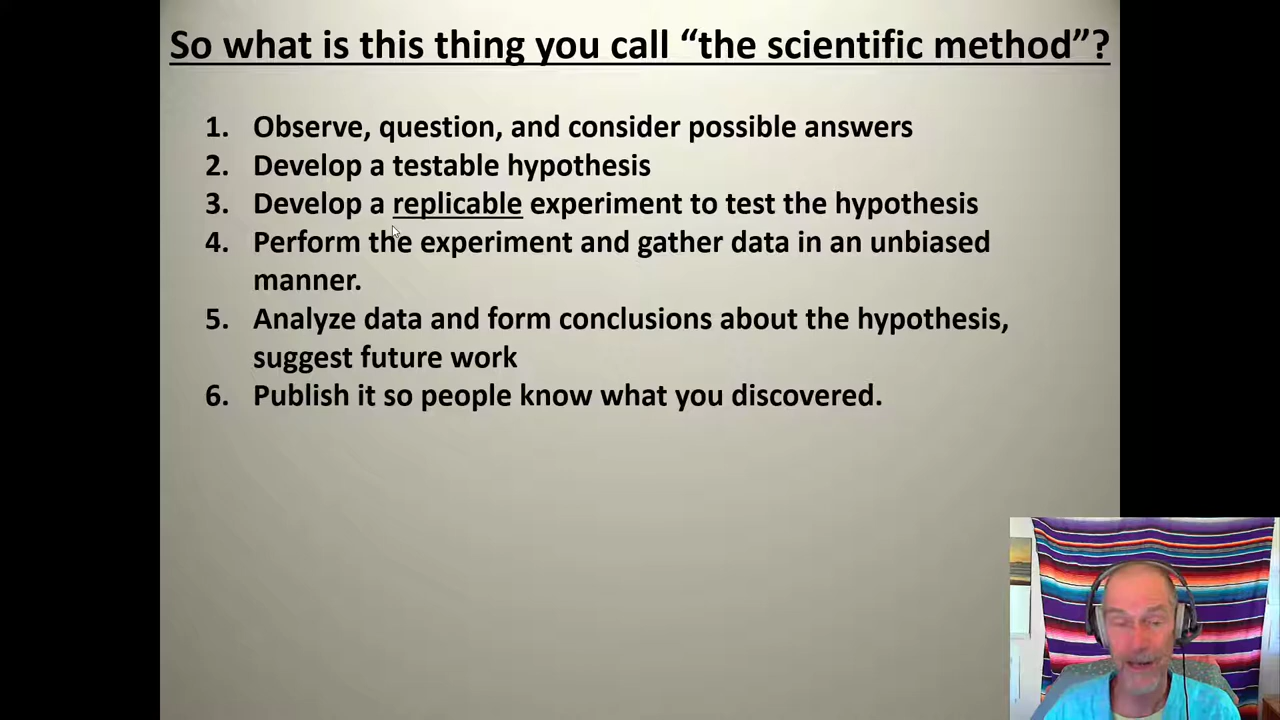 So what is this thing you call “the scientific method”?
1. Observe, question, and consider possible answers
2. Develop a testable hypothesis
3. Develop a replicable experiment to test the hypothesis
4. Perform the experiment and gather data in an unbiased
manner.
5. Analyze data and form conclusions about the hypothesis,
suggest future work
6. Publish it so people know what you discovered.